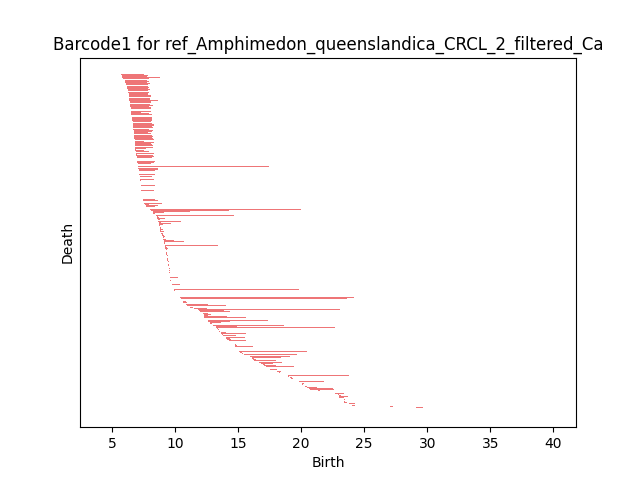 Barcode1 for ref_Amphimedon_queenslandica_CRCL_2_filtered_Ca
Death
5 10 15 20 25 30 35 40
Birth